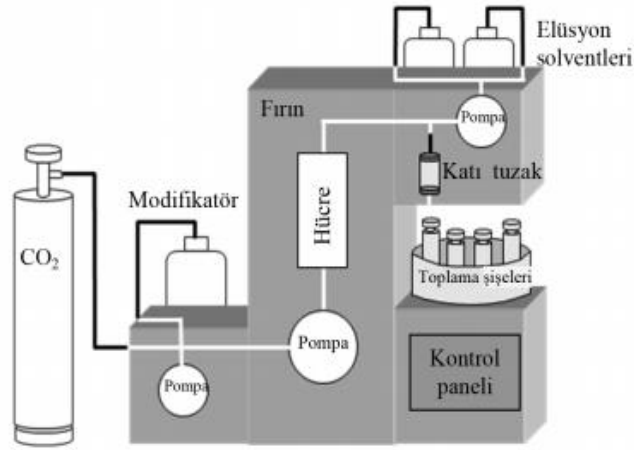 Elüsyon
solventleri
Pompa
Fırın
Katı tuzak
Modifikatör
Hücre
CO₂
Toplama şişeleri
Pompa
Kontrol
paneli
Pompa